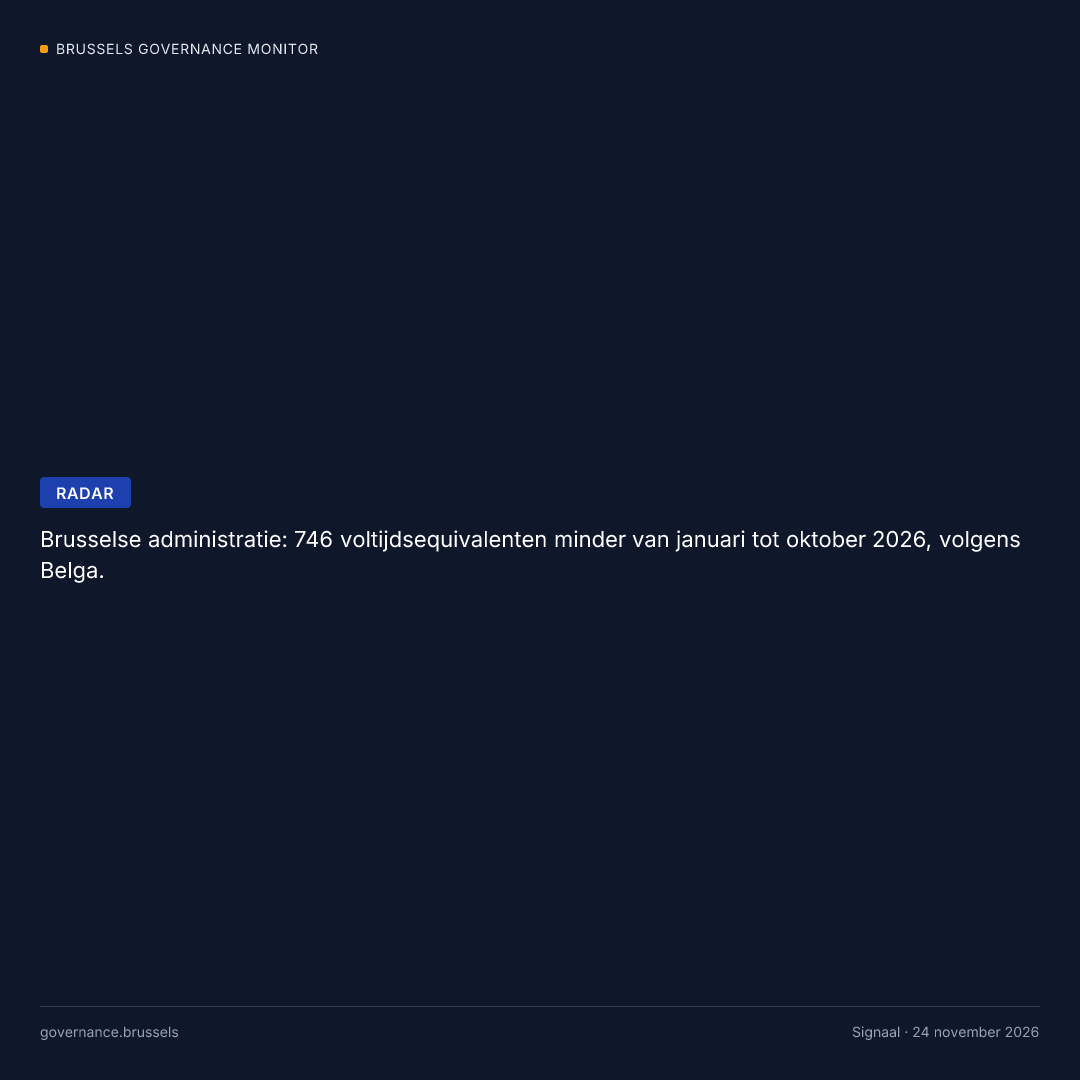 BRUSSELS GOVERNANCE MONITOR
RADAR
Brusselse administratie: 746 voltijdsequivalenten minder van januari tot oktober 2026, volgens
Belga.
governance.brussels
Signaal · 24 november 2026